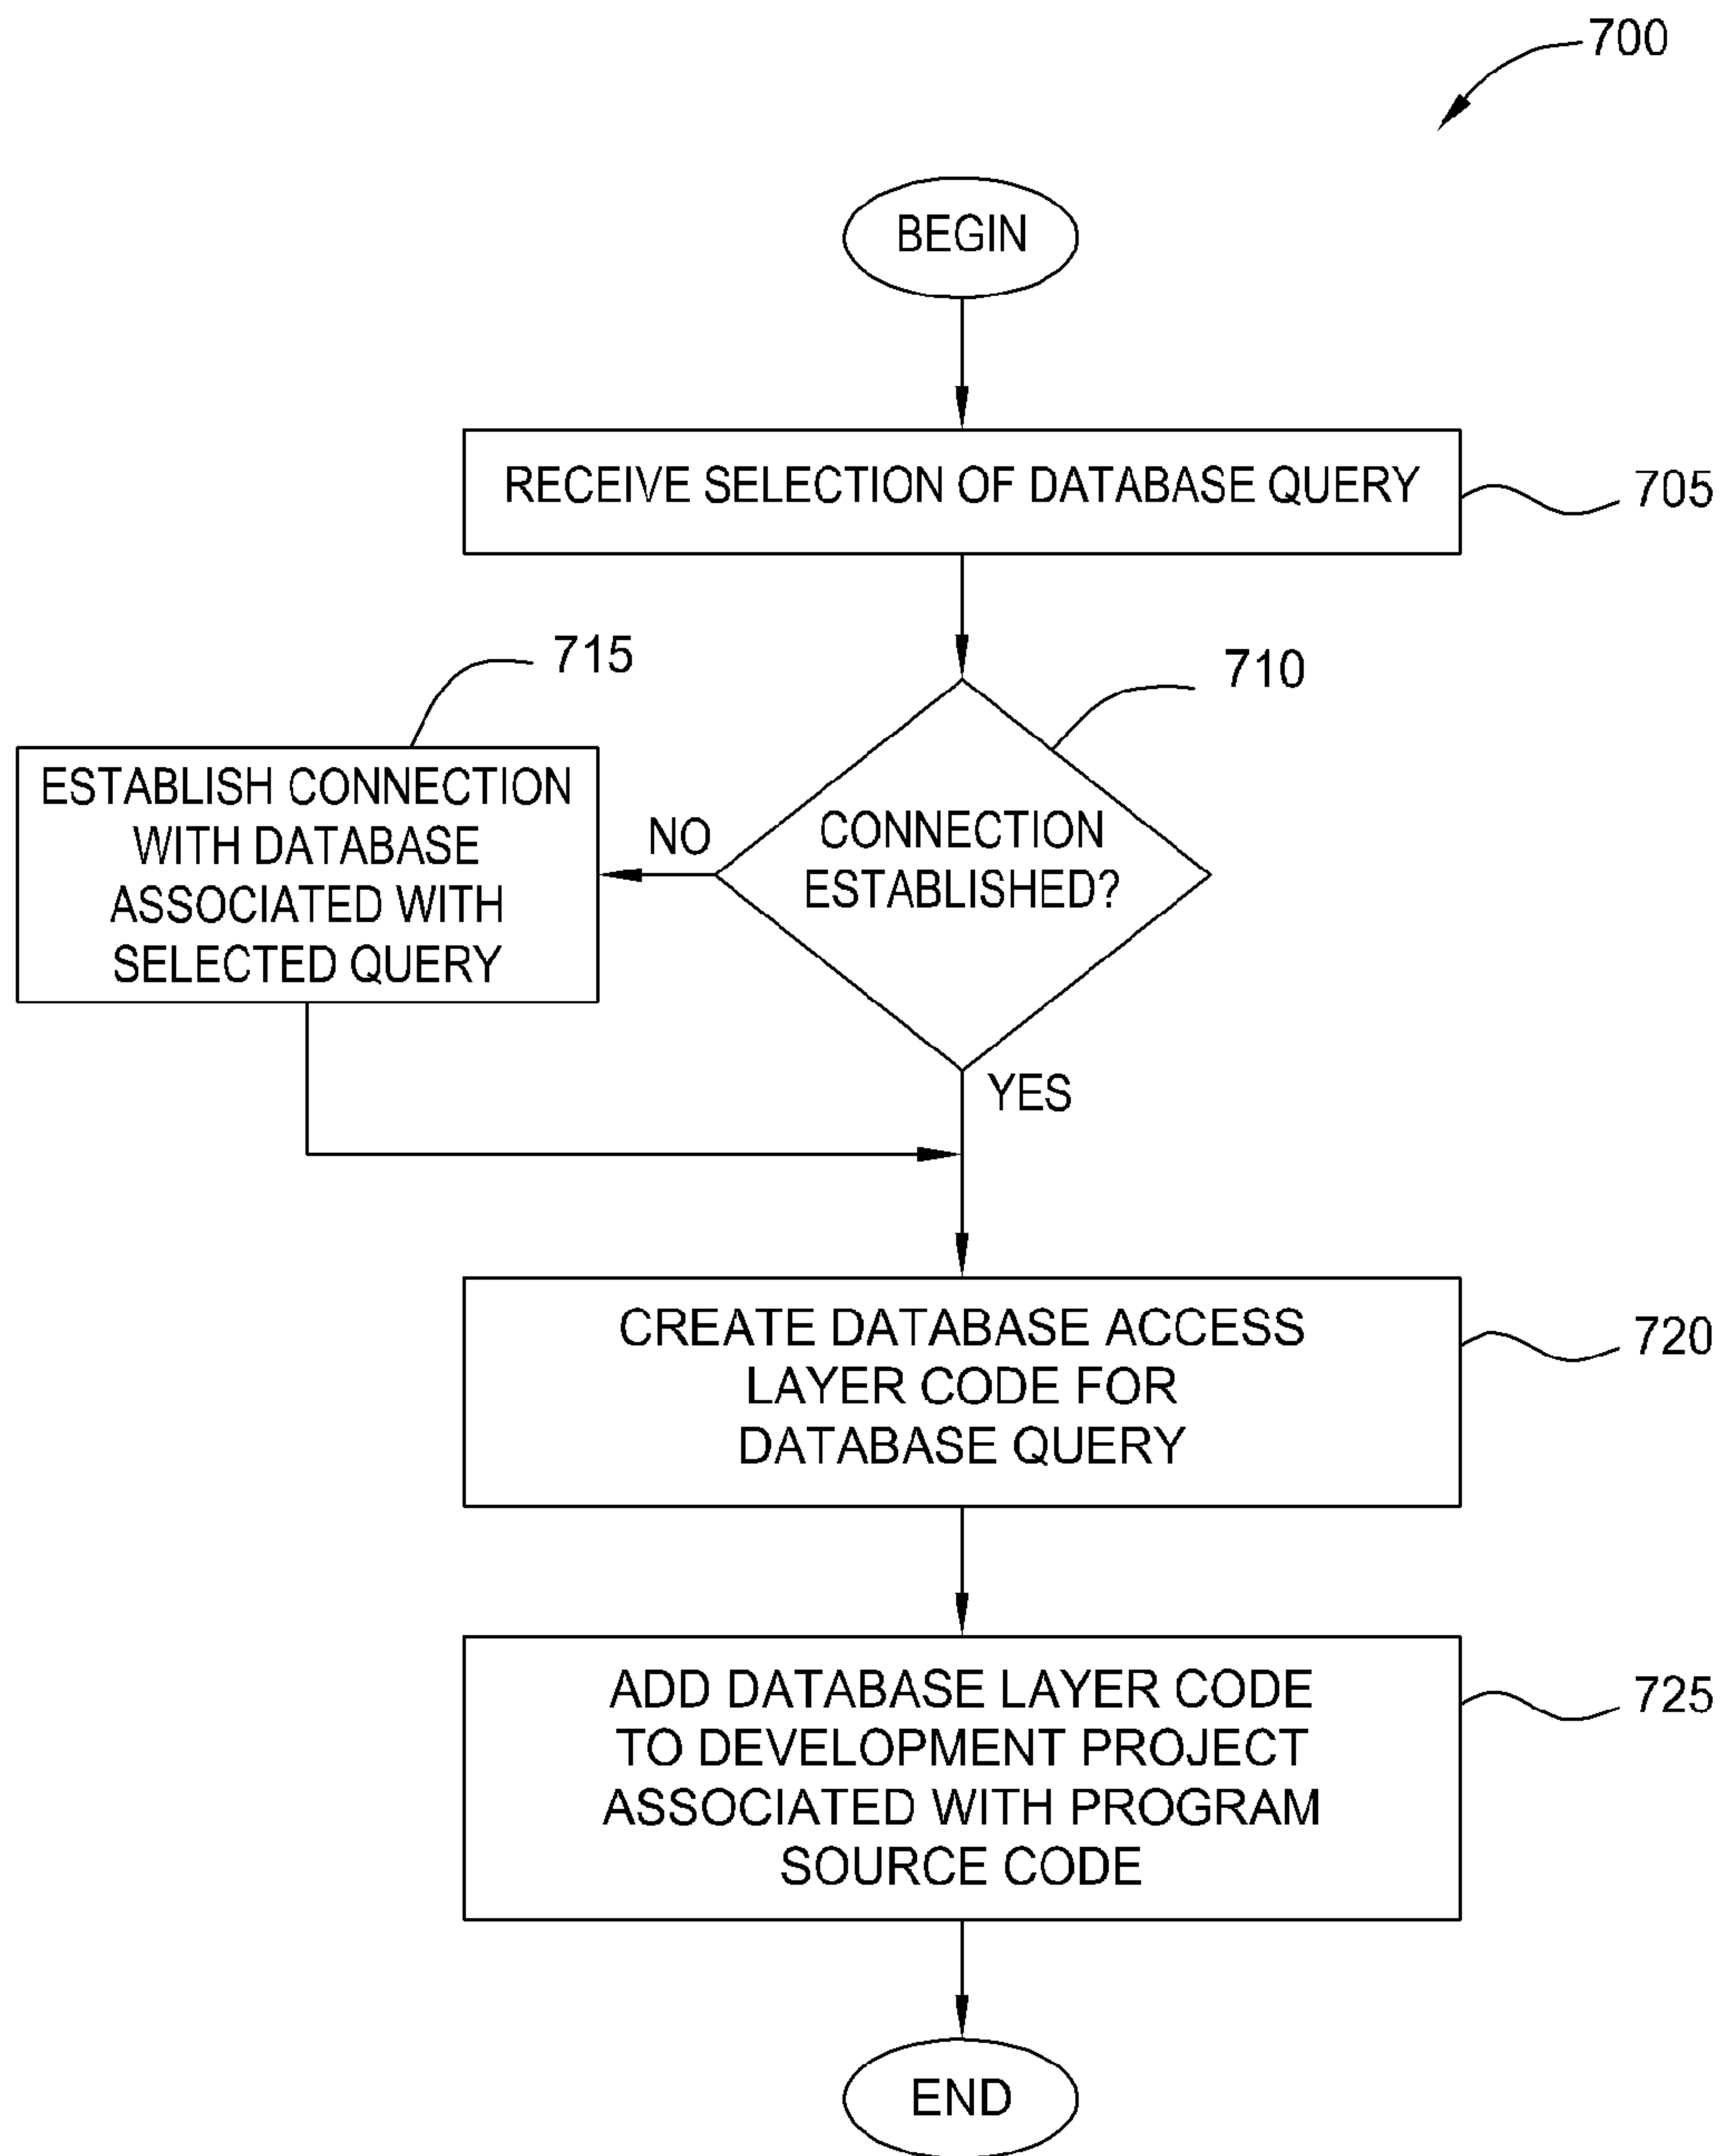 700
BEGIN
RECEIVE SELECTION OF DATABASE QUERY
705
715
710
ESTABLISH CONNECTION
WITH DATABASE
ASSOCIATED WITH
SELECTED QUERY
NO
CONNECTION
ESTABLISHED?
YES
CREATE DATABASE ACCESS
LAYER CODE FOR
DATABASE QUERY
720
ADD DATABASE LAYER CODE
TO DEVELOPMENT PROJECT
ASSOCIATED WITH PROGRAM
SOURCE CODE
725
END